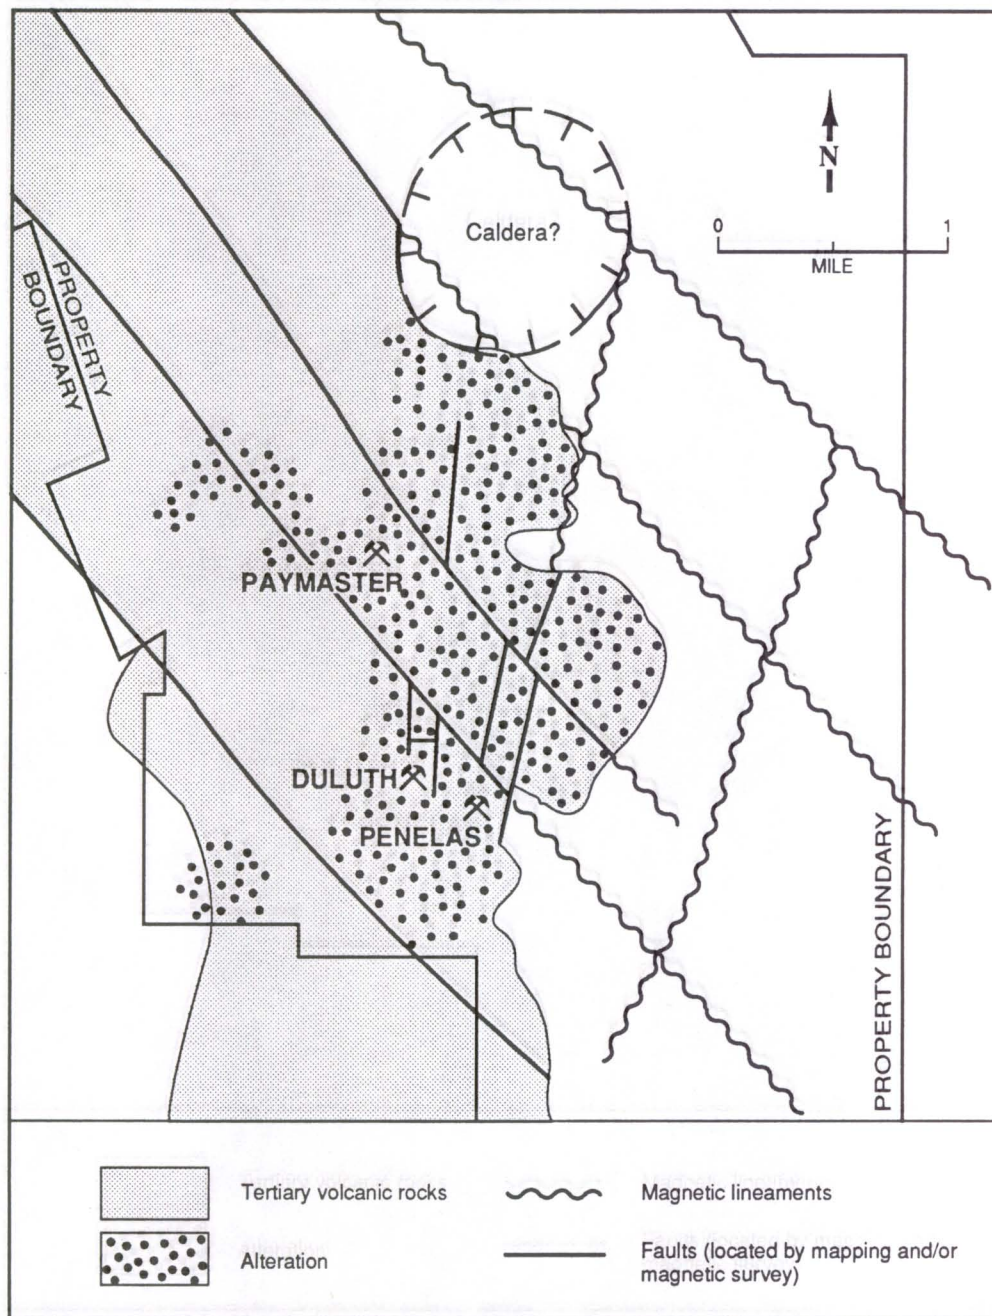 Caldera?
N
0 1
MILE
PROPERTY
BOUNDARY
PAYMASTER
DULUTH
PENELAS
PROPERTY BOUNDARY
Tertiary volcanic rocks
Magnetic lineaments
Alteration
Faults (located by mapping and/or
magnetic survey)